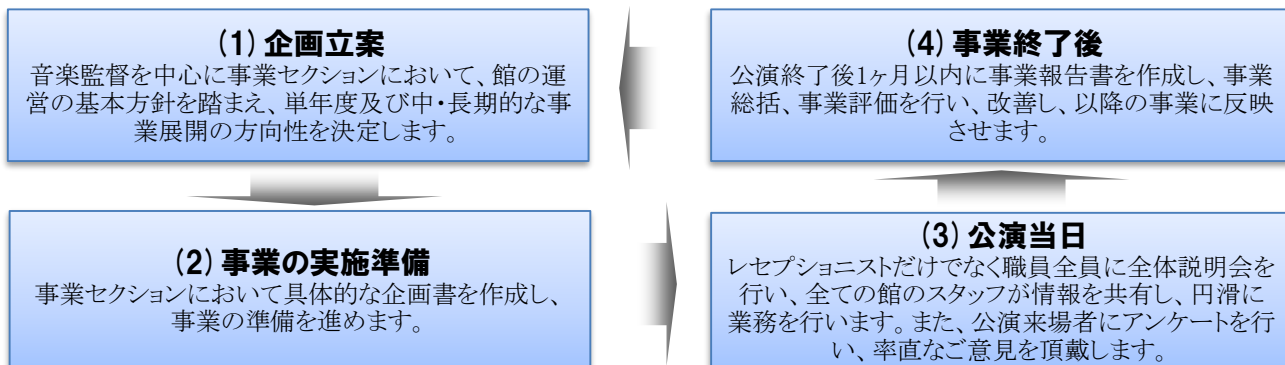 (1) 企画立案
音楽監督を中心に事業セクションにおいて、館の運
営の基本方針を踏まえ、単年度及び中・長期的な事
業展開の方向性を決定します。
(2) 事業の実施準備
事業セクションにおいて具体的な企画書を作成し、
事業の準備を進めます。
(3) 公演当日
レセプショニストだけでなく職員全員に全体説明会を
行い、全ての館のスタッフが情報を共有し、円滑に
業務を行います。また、公演来場者にアンケートを行
い、率直なご意見を頂戴します。
(4) 事業終了後
公演終了後1ヶ月以内に事業報告書を作成し、事業
総括、事業評価を行い、改善し、以降の事業に反映
させます。